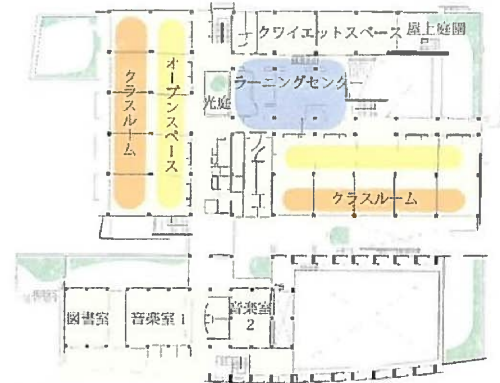 クワイエットスペース
屋上庭園
ラーニングセンター
光庭
クラスルーム
オープンスペース
クラスルーム
図書室
音楽室1
音楽室
2